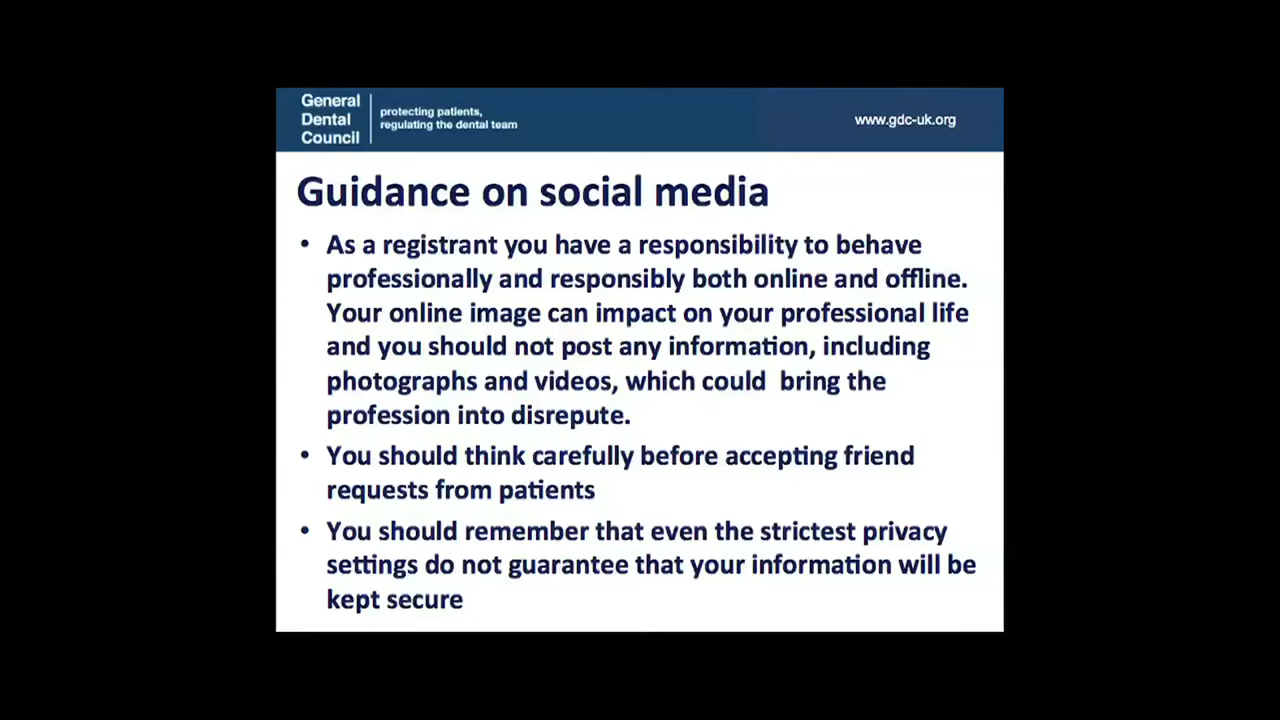 General
Dental
Council
protecting patients,
regulating the dental team
www.gdc-uk.org
Guidance on social media
• As a registrant you have a responsibility to behave
professionally and responsibly both online and offline.
Your online image can impact on your professional life
and you should not post any information, including
photographs and videos, which could  bring the
profession into disrepute.
• You should think carefully before accepting friend
requests from patients
• You should remember that even the strictest privacy
settings do not guarantee that your information will be
kept secure